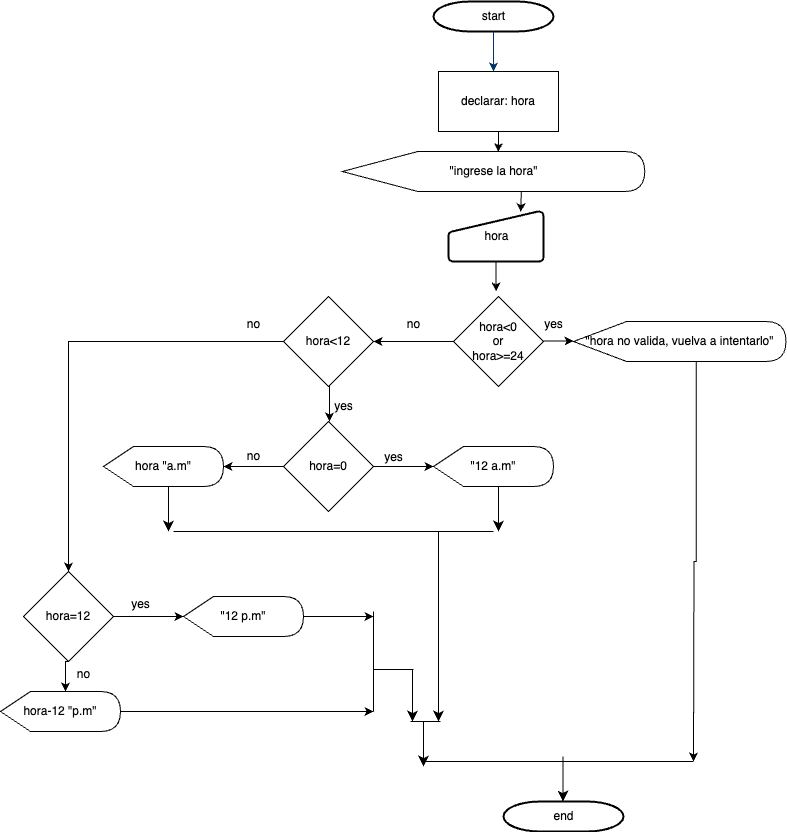 start
declarar: hora
"ingrese la hora"
hora
hora<0
or
hora>=24
yes
"hora no valida, vuelva a intentarlo"
no
hora<12
no
yes
hora=0
no
hora "a.m"
yes
"12 a.m"
hora=12
yes
"12 p.m"
no
hora-12 "p.m"
end